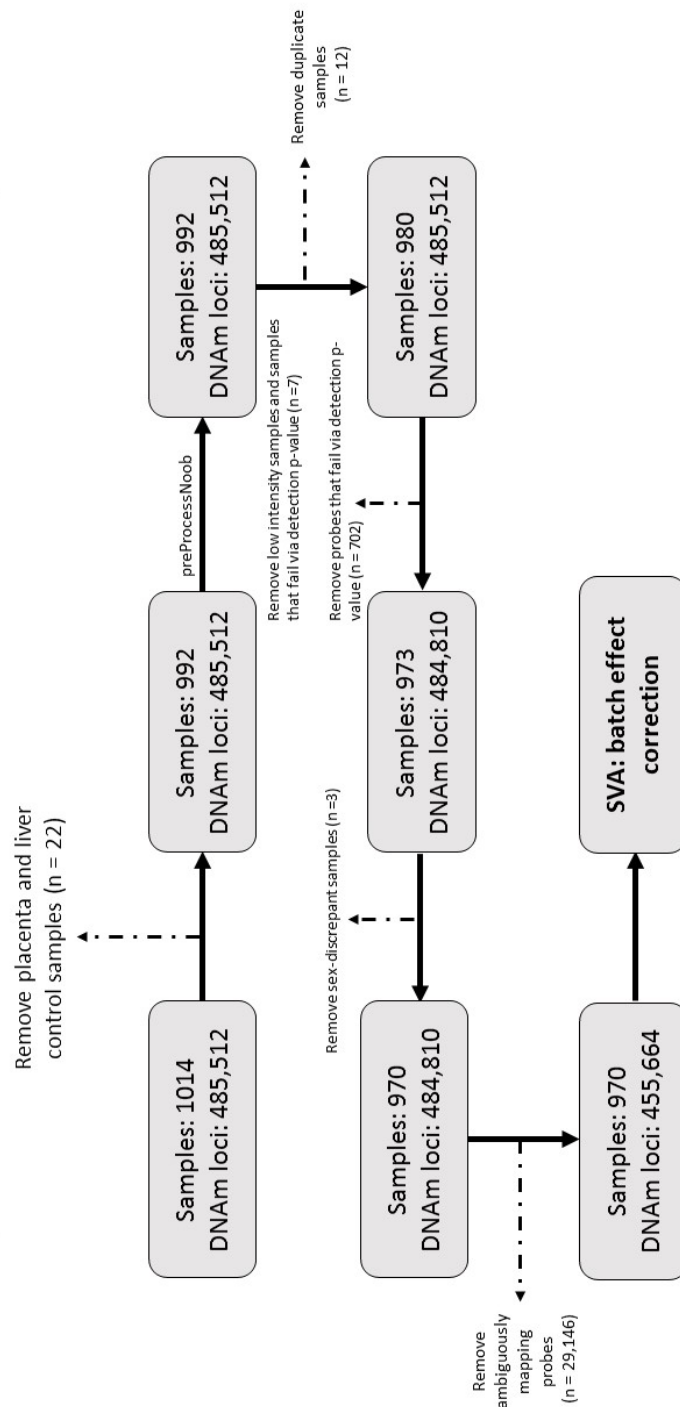 Remove placenta and liver
control samples (n = 22)
Samples: 1014
DNAm loci: 485,512
Samples: 992
DNAm loci: 485,512
preProcessNoob
Samples: 992
DNAm loci: 485,512
Remove duplicate
samples
(n = 12)
Remove low intensity samples and samples
that fail via detection p-value (n =7)
Samples: 980
DNAm loci: 485,512
Remove probes that fail via detection p-
value (n = 702)
Samples: 973
DNAm loci: 484,810
Remove sex-discrepant samples (n =3)
Samples: 970
DNAm loci: 484,810
Remove
ambiguously
mapping
probes
(n = 29,146)
Samples: 970
DNAm loci: 455,664
SVA: batch effect
correction